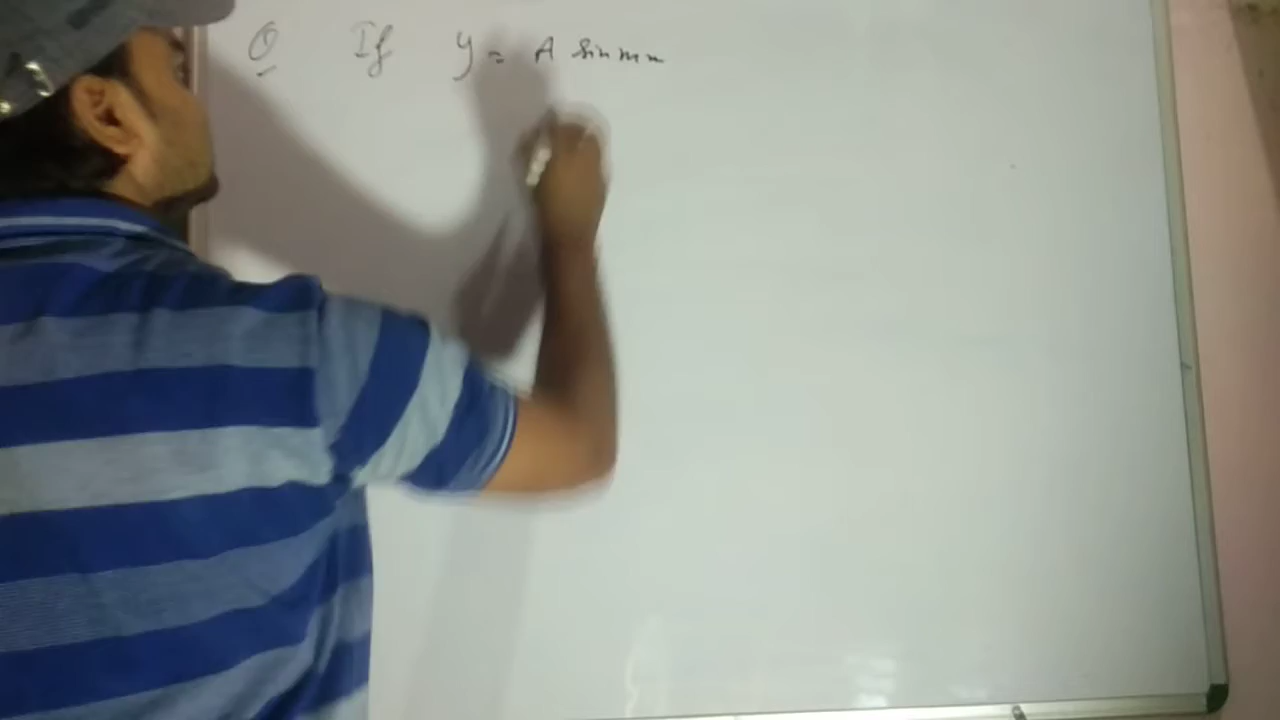 Q If y = A sin mx